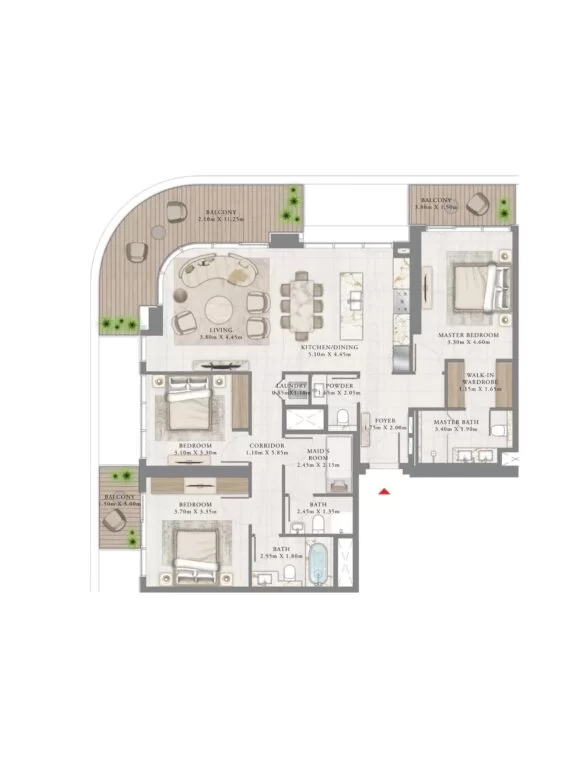 BALCONY
2.10m X 11.25m
BALCONY
3.80m X 1.50m
LIVING
3.80m X 4.45m
KITCHEN/DINING
5.10m X 4.45m
MASTER BEDROOM
3.30m X 4.60m
WALK-IN
WARDROBE
1.35m X 1.65m
LAUNDRY
0.85m X 1.10m
POWDER
1.65m X 2.05m
FOYER
1.75m X 2.00m
MASTER BATH
3.40m X 1.90m
BEDROOM
3.10m X 3.30m
CORRIDOR
1.10m X 5.85m
MAID'S
ROOM
2.45m X 2.15m
BALCONY
1.50m X 3.00m
BEDROOM
3.70m X 3.35m
BATH
2.45m X 1.35m
BATH
2.95m X 1.80m